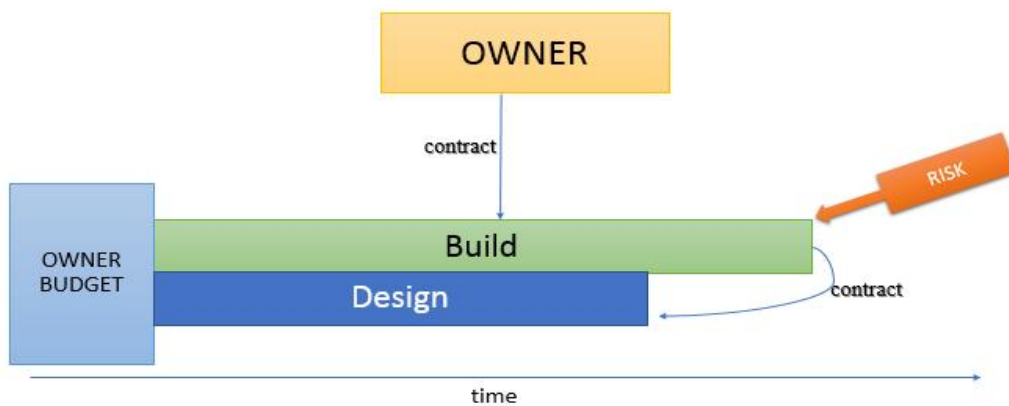 OWNER
contract
RISK
Build
OWNER
BUDGET
Design
contract
time